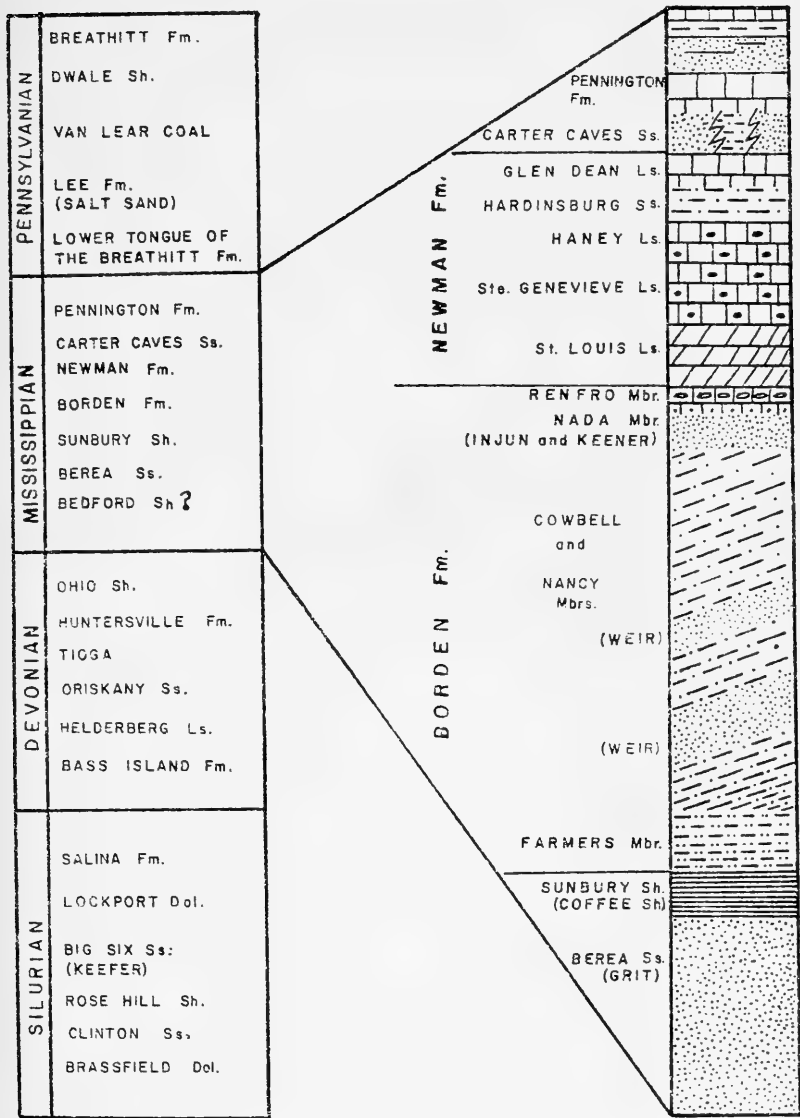 PENNSYLVANIAN
BREATHITT Fm.
DWALE Sh.
VAN LEAR COAL
LEE Fm.
(SALT SAND)
LOWER TONGUE OF
THE BREATHITT Fm.
MISSISSIPPIAN
PENNINGTON Fm.
CARTER CAVES Ss.
NEWMAN Fm.
BORDEN Fm.
SUNBURY Sh.
BEREA Ss.
BEDFORD Sh ?
DEVONIAN
OHIO Sh.
HUNTERSVILLE Fm.
TIOGA
ORISKANY Ss.
HELDERBERG Ls.
BASS ISLAND Fm.
SILURIAN
SALINA Fm.
LOCKPORT Dol.
BIG SIX Ss:
(KEEFER)
ROSE HILL Sh.
CLINTON Ss.
BRASSFIELD Dol.
PENNINGTON
Fm.
CARTER CAVES Ss.
NEWMAN Fm.
GLEN DEAN Ls.
HARDINSBURG Ss.
HANEY Ls.
Ste. GENEVIEVE Ls.
St. LOUIS Ls.
BORDEN Fm.
RENFRO Mbr.
NADA Mbr.
(INJUN and KEENER)
COWBELL
and
NANCY
Mbrs.
(WEIR)
(WEIR)
FARMERS Mbr.
SUNBURY Sh.
(COFFEE Sh)
BEREA Ss.
(GRIT)